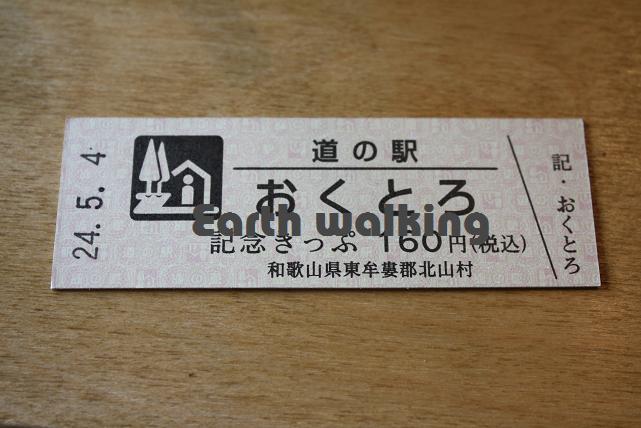 24.5.4
道の駅
おくとろ
Earth walking
記念きっぷ 160円(税込)
和歌山県東牟婁郡北山村
記・おくとろ